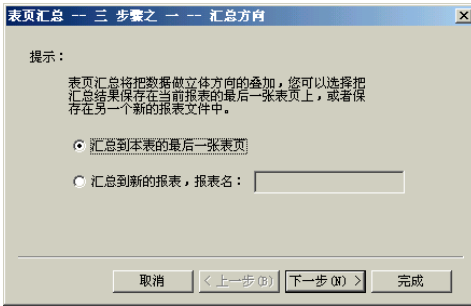 表页汇总 -- 三 步骤之 一 -- 汇总方向
提示：
表页汇总将把数据做立体方向的叠加，您可以选择把
汇总结果保存在当前报表的最后一张表页上，或者保
存在另一个新的报表文件中。
汇总到本表的最后一张表页
汇总到新的报表，报表名：
取消 < 上一步(B) 下一步(N) > 完成